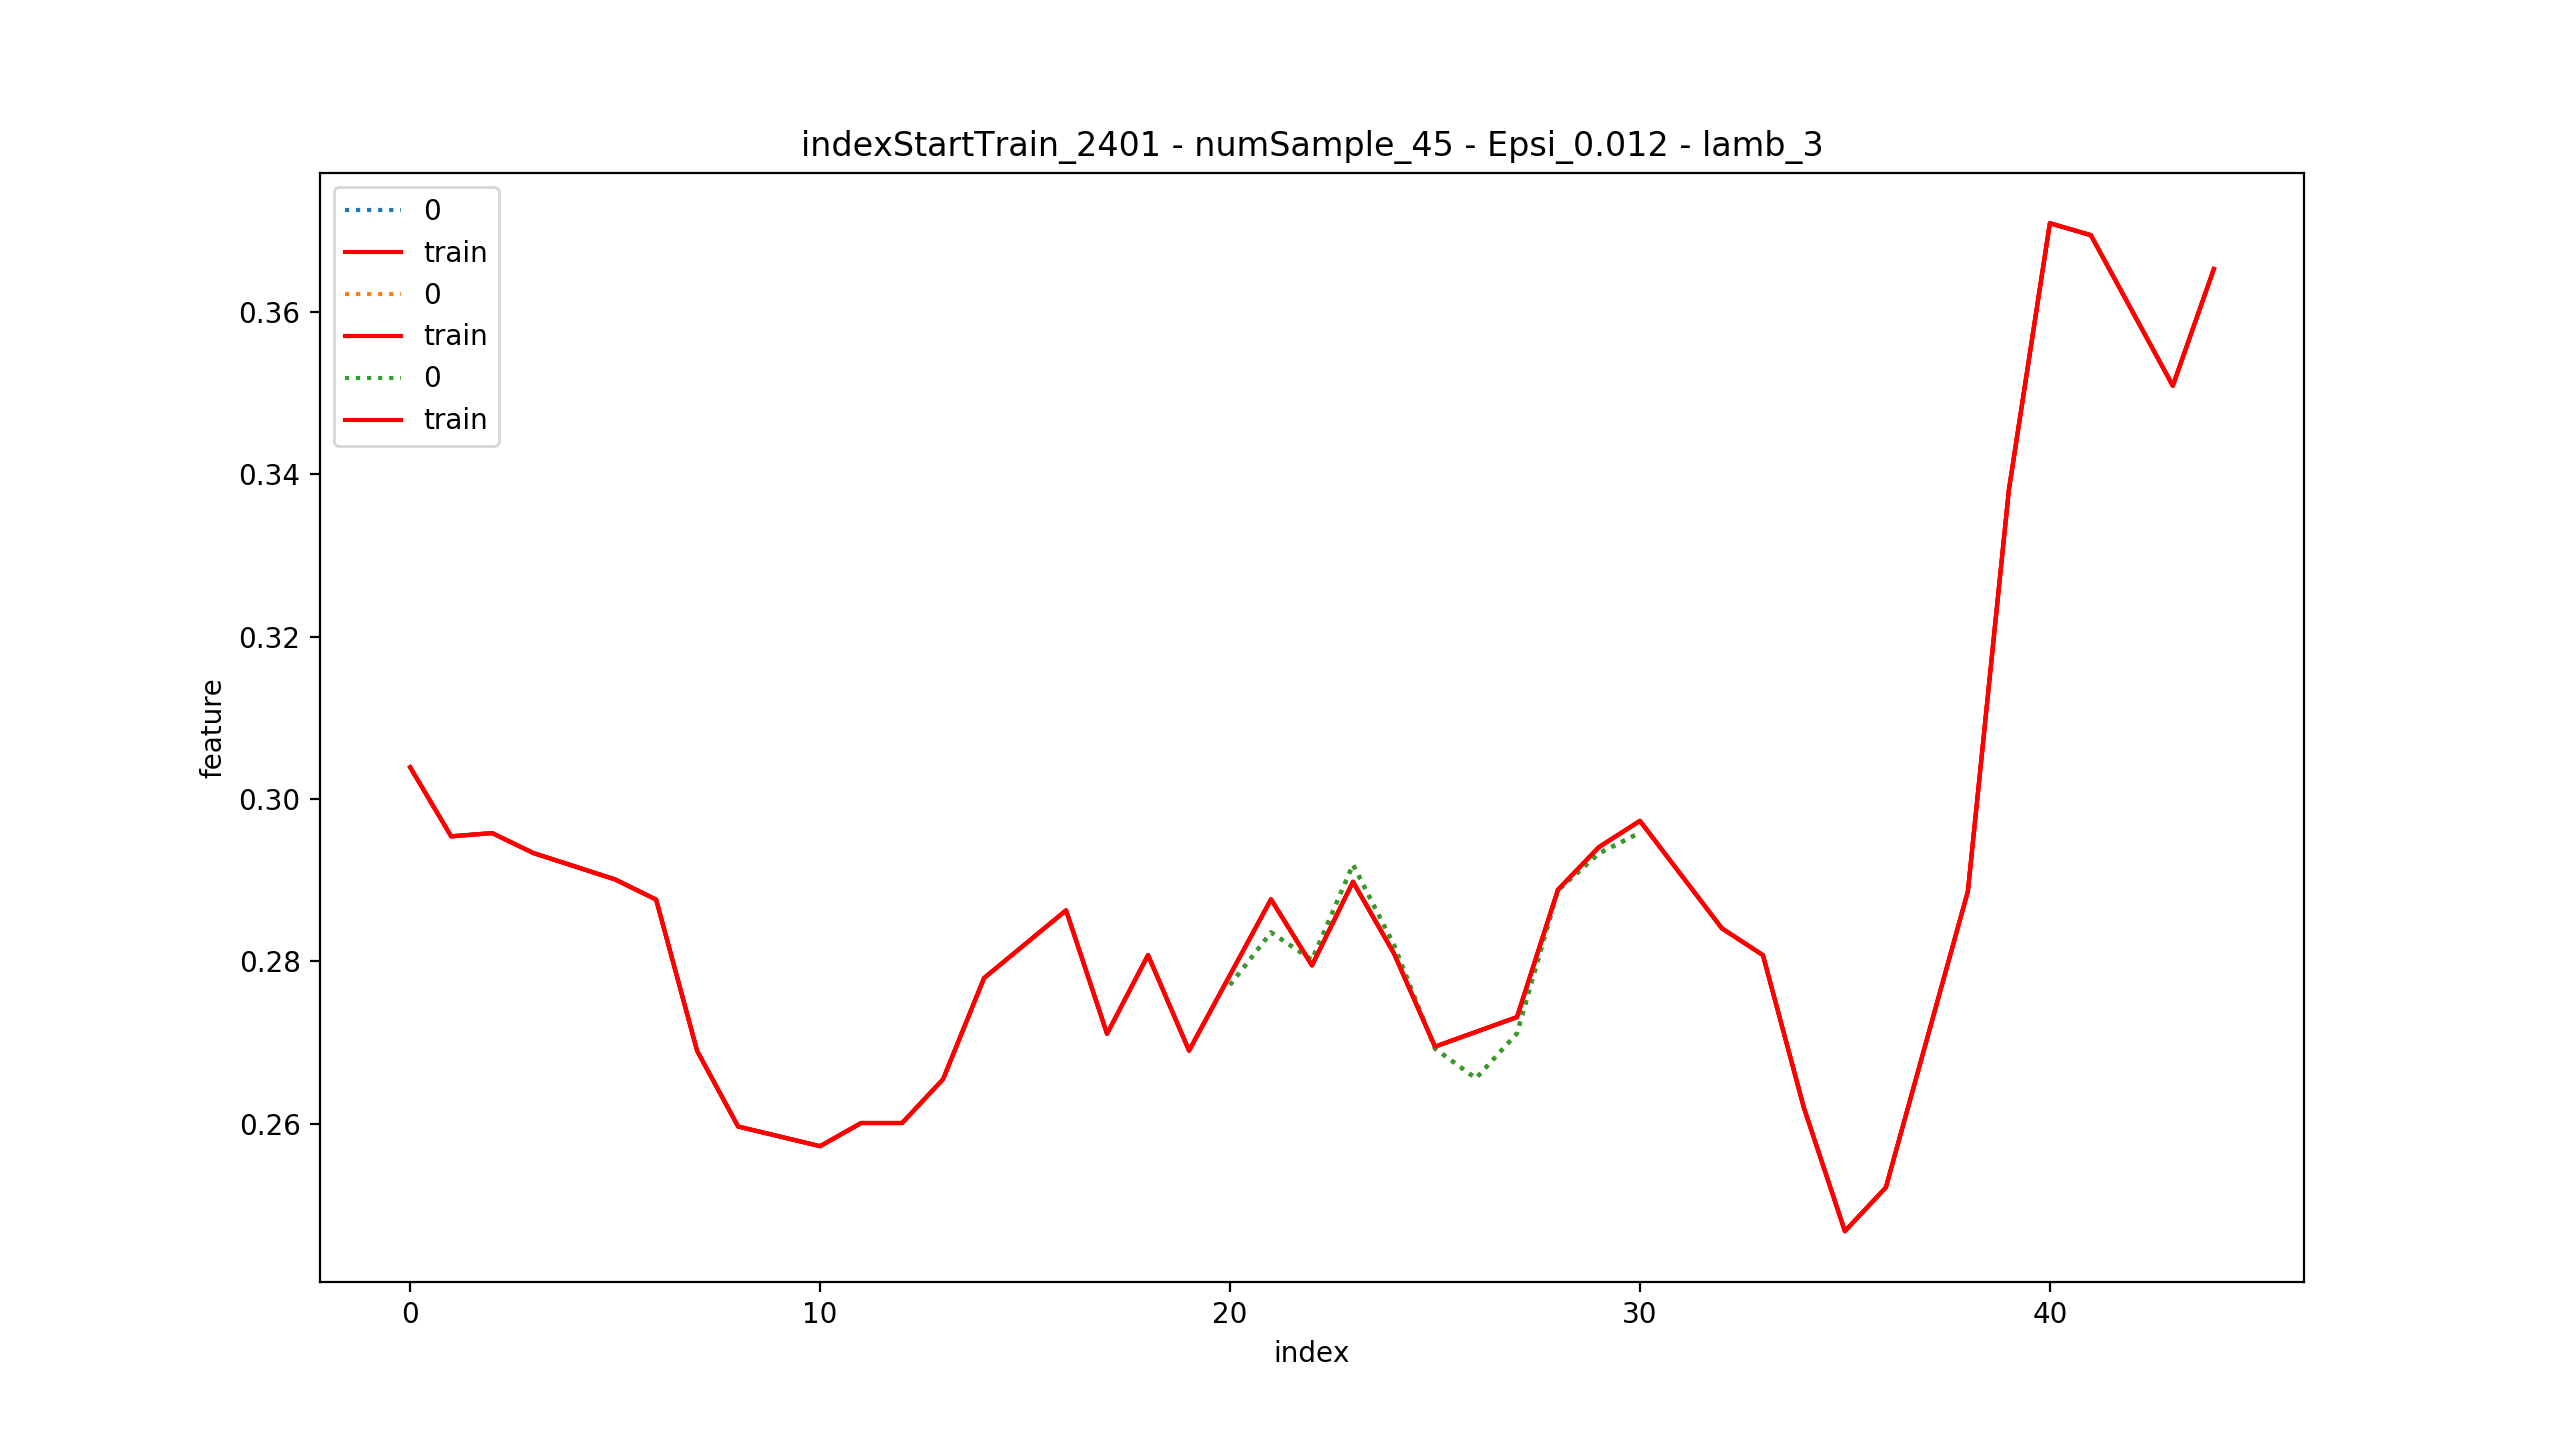 indexStartTrain_2401 - numSample_45 - Epsi_0.012 - lamb_3
0
train
0
train
0
train
0.36
0.34
0.32
0.30
0.28
0.26
feature
0 10 20 30 40
index